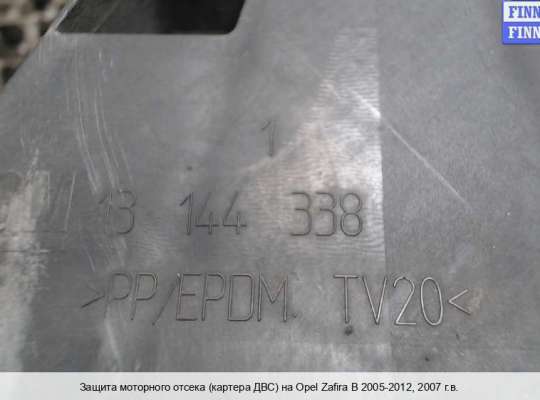 FINN
FINN
1
13 144 338
>PP/EPDM TV20<
Защита моторного отсека (картера ДВС) на Opel Zafira B 2005-2012, 2007 г.в.